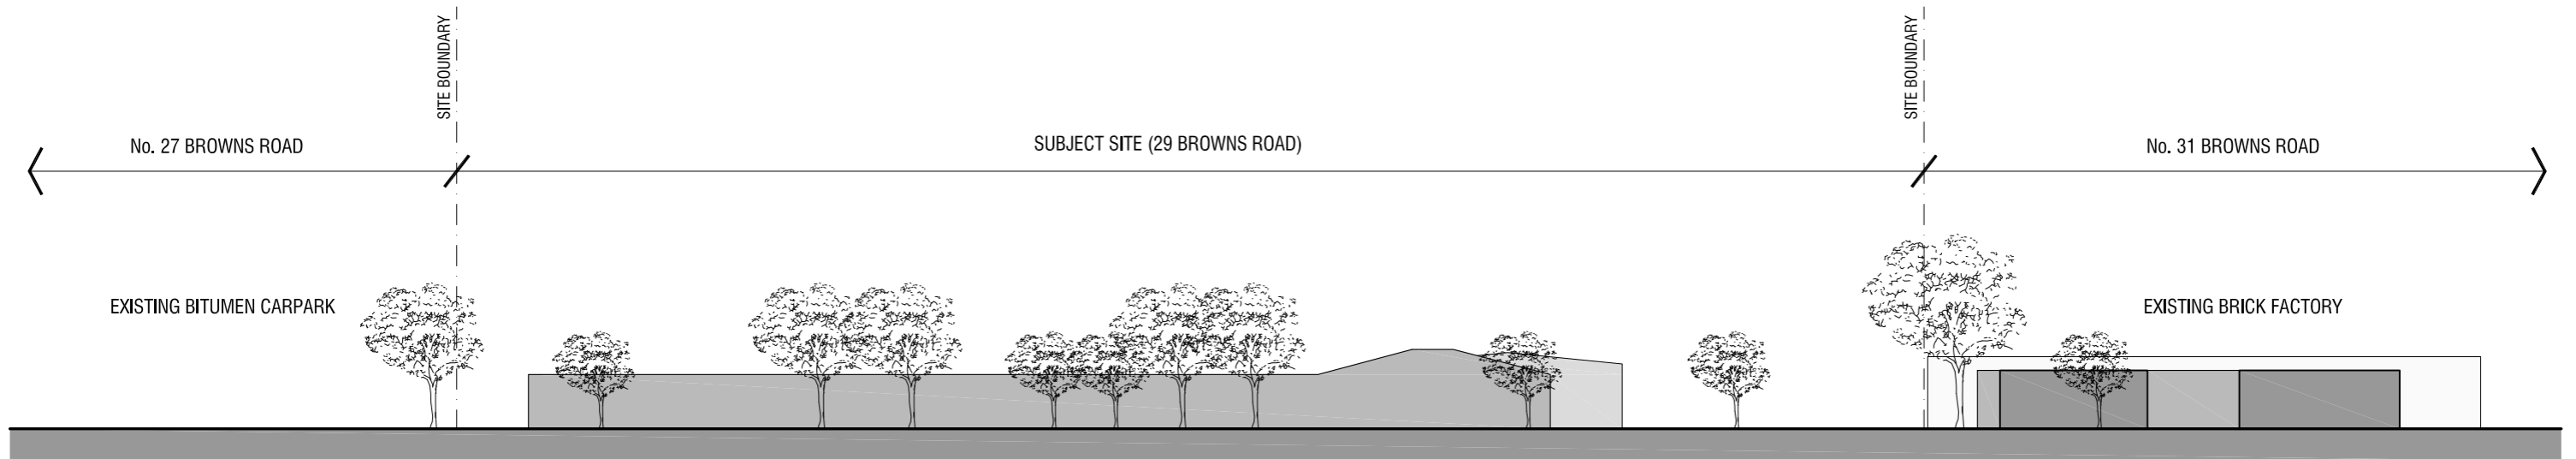 SITE BOUNDARY
SITE BOUNDARY
No. 27 BROWNS ROAD
SUBJECT SITE (29 BROWNS ROAD)
No. 31 BROWNS ROAD
EXISTING BITUMEN CARPARK
EXISTING BRICK FACTORY